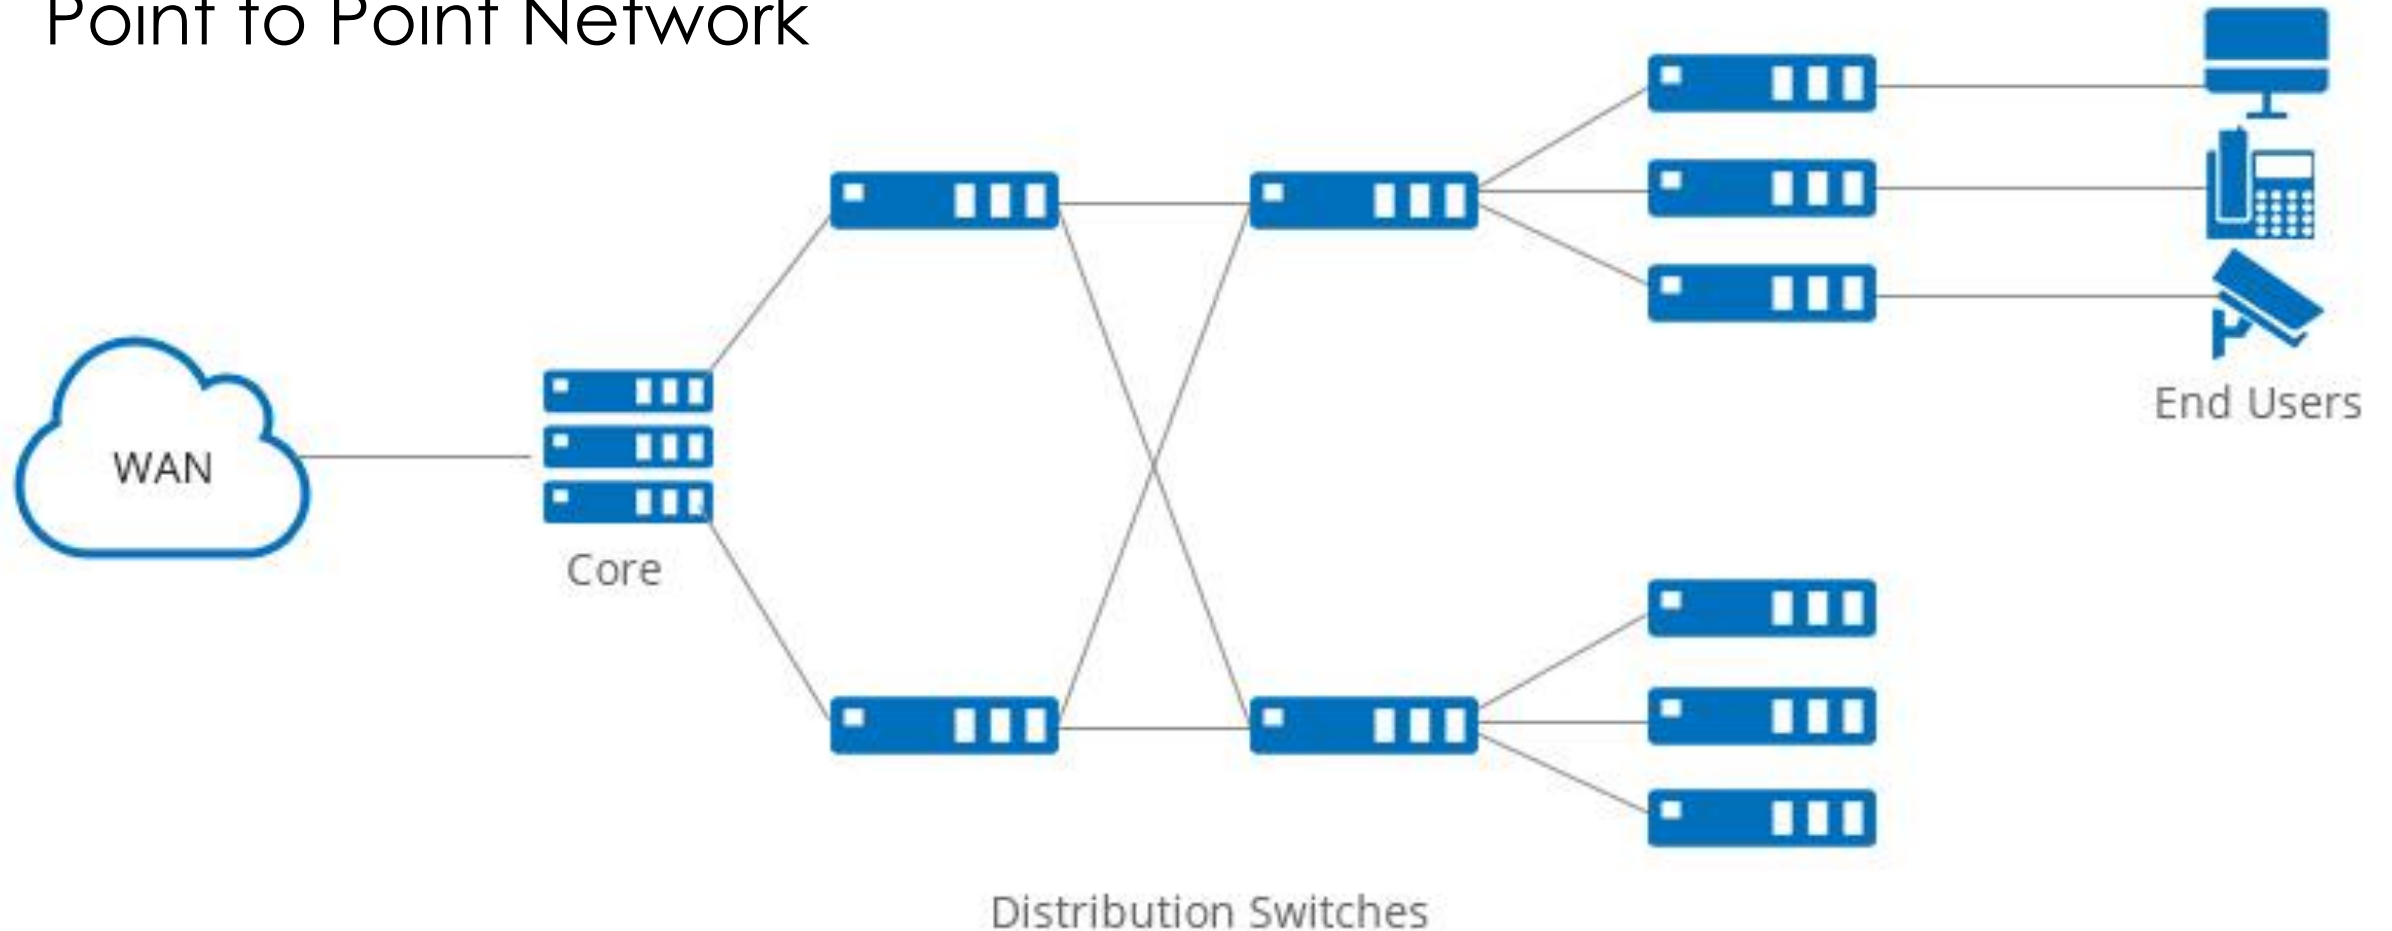 Point to Point Network
WAN
Core
End Users
Distribution Switches